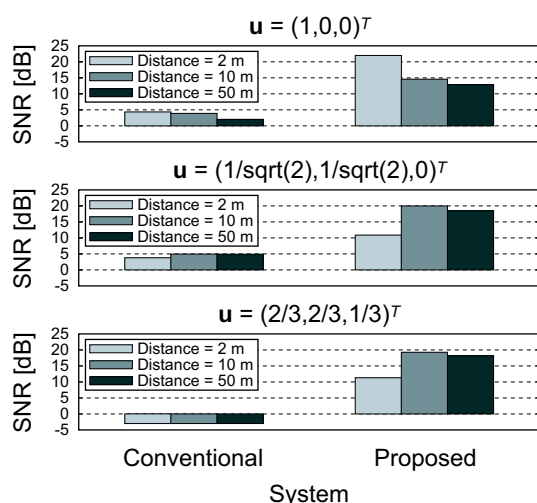 u = (1,0,0)ᵀ
SNR [dB]
25
20
15
10
5
0
-5
Distance = 2 m
Distance = 10 m
Distance = 50 m
u = (1/sqrt(2),1/sqrt(2),0)ᵀ
SNR [dB]
25
20
15
10
5
0
-5
Distance = 2 m
Distance = 10 m
Distance = 50 m
u = (2/3,2/3,1/3)ᵀ
SNR [dB]
25
20
15
10
5
0
-5
Distance = 2 m
Distance = 10 m
Distance = 50 m
Conventional Proposed
System